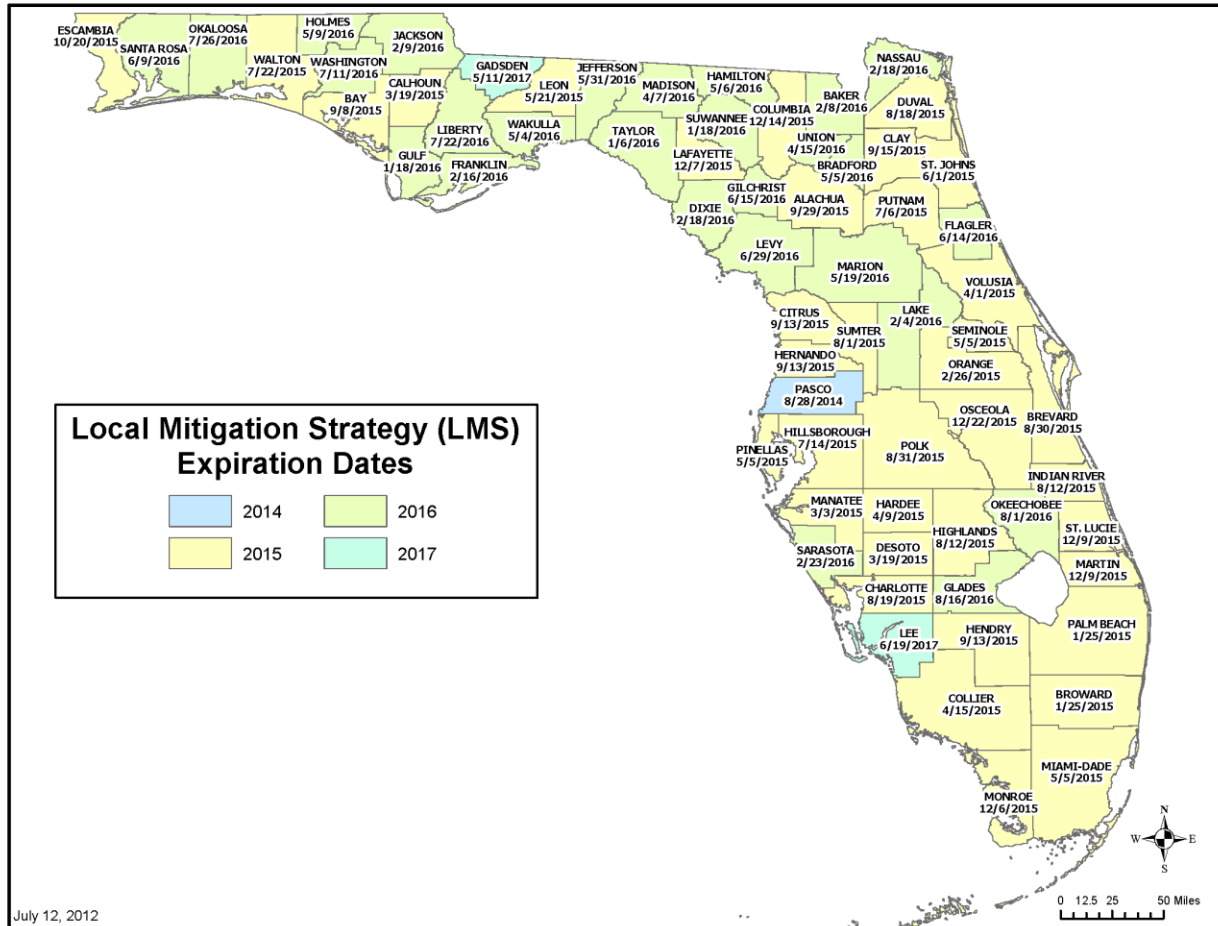 ESCAMBIA
10/20/2015
SANTA ROSA
6/9/2016
OKALOOSA
7/26/2016
WALTON
7/22/2015
HOLMES
5/9/2016
WASHINGTON
7/11/2016
JACKSON
2/9/2016
BAY
9/8/2015
CALHOUN
3/19/2015
GULF
1/18/2016
LIBERTY
7/22/2016
FRANKLIN
2/16/2016
GADSDEN
5/11/2017
LEON
5/21/2015
WAKULLA
5/4/2016
JEFFERSON
5/31/2016
MADISON
4/7/2016
TAYLOR
1/6/2016
HAMILTON
5/6/2016
SUWANNEE
1/18/2016
LAFAYETTE
12/7/2015
COLUMBIA
12/14/2015
BAKER
2/8/2016
NASSAU
2/18/2016
DUVAL
8/18/2015
UNION
4/15/2016
CLAY
9/15/2015
BRADFORD
5/5/2016
ST. JOHNS
6/1/2015
DIXIE
2/18/2016
GILCHRIST
6/15/2016
ALACHUA
9/29/2015
PUTNAM
7/6/2015
FLAGLER
6/14/2016
LEVY
6/29/2016
MARION
5/19/2016
VOLUSIA
4/1/2015
CITRUS
9/13/2015
SUMTER
8/1/2015
LAKE
2/4/2016
SEMINOLE
5/5/2015
HERNANDO
9/13/2015
ORANGE
2/26/2015
PASCO
8/28/2014
OSCEOLA
12/22/2015
BREVARD
8/30/2015
HILLSBOROUGH
7/14/2015
PINELLAS
5/5/2015
POLK
8/31/2015
INDIAN RIVER
8/12/2015
MANATEE
3/3/2015
HARDEE
4/9/2015
HIGHLANDS
8/12/2015
OKEECHOBEE
8/1/2016
ST. LUCIE
12/9/2015
SARASOTA
2/23/2016
DESOTO
3/19/2015
MARTIN
12/9/2015
CHARLOTTE
8/19/2015
GLADES
8/16/2016
PALM BEACH
1/25/2015
LEE
6/19/2017
HENDRY
9/13/2015
COLLIER
4/15/2015
BROWARD
1/25/2015
MIAMI-DADE
5/5/2015
MONROE
12/6/2015
Local Mitigation Strategy (LMS)
Expiration Dates
2014 2016
2015 2017
N
W E
S
0 12.5 25 50 Miles
July 12, 2012